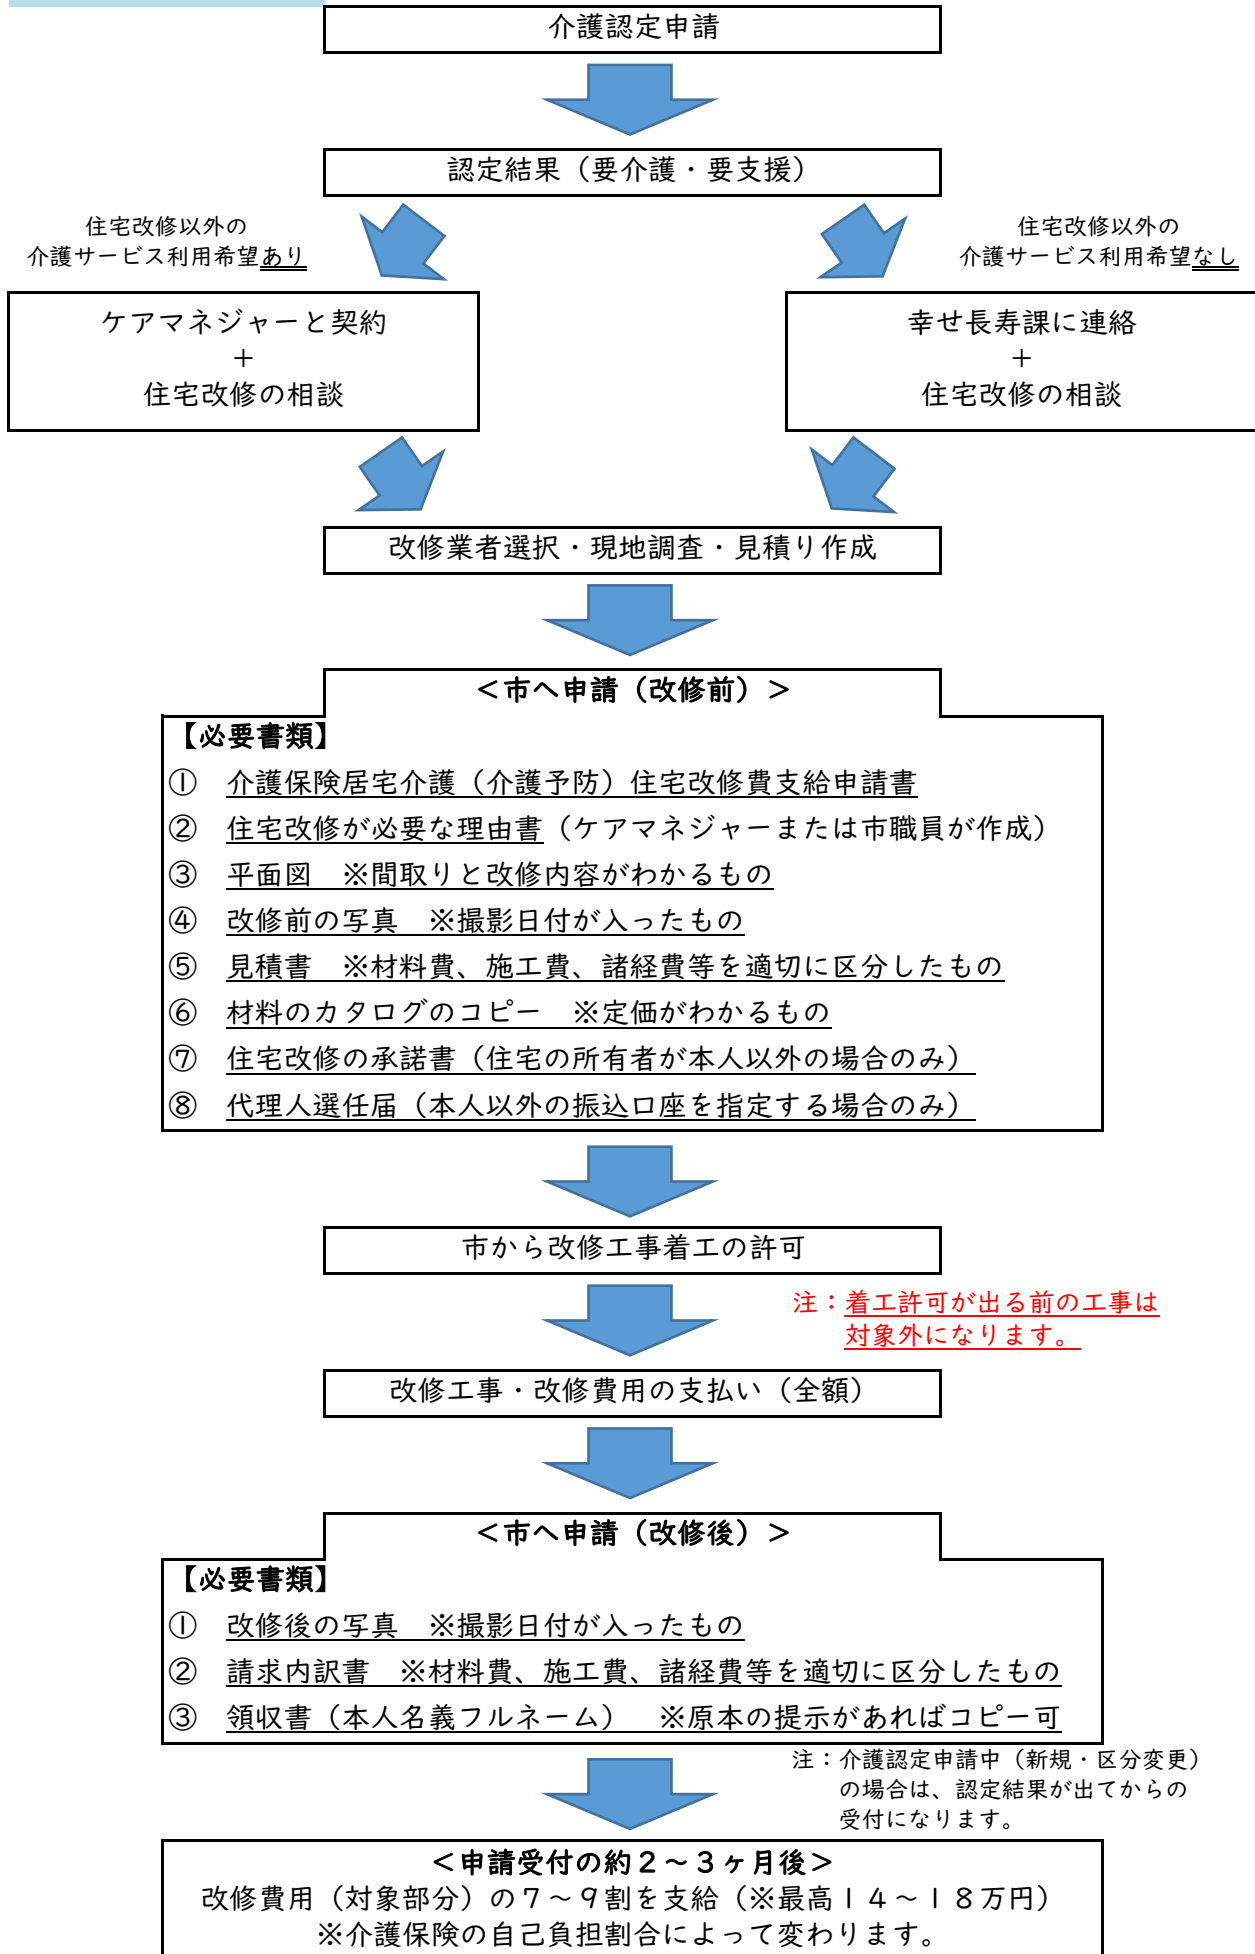 介護認定申請
認定結果（要介護・要支援）
住宅改修以外の
介護サービス利用希望あり
住宅改修以外の
介護サービス利用希望なし
ケアマネジャーと契約
＋
住宅改修の相談
幸せ長寿課に連絡
＋
住宅改修の相談
改修業者選択・現地調査・見積り作成
＜市へ申請（改修前）＞
【必要書類】
①　介護保険居宅介護（介護予防）住宅改修費支給申請書
②　住宅改修が必要な理由書（ケアマネジャーまたは市職員が作成）
③　平面図　※間取りと改修内容がわかるもの
④　改修前の写真　※撮影日付が入ったもの
⑤　見積書　※材料費、施工費、諸経費等を適切に区分したもの
⑥　材料のカタログのコピー　※定価がわかるもの
⑦　住宅改修の承諾書（住宅の所有者が本人以外の場合のみ）
⑧　代理人選任届（本人以外の振込口座を指定する場合のみ）
市から改修工事着工の許可
注：着工許可が出る前の工事は
対象外になります。
改修工事・改修費用の支払い（全額）
＜市へ申請（改修後）＞
【必要書類】
①　改修後の写真　※撮影日付が入ったもの
②　請求内訳書　※材料費、施工費、諸経費等を適切に区分したもの
③　領収書（本人名義フルネーム）　※原本の提示があればコピー可
注：介護認定申請中（新規・区分変更）
の場合は、認定結果が出てからの
受付になります。
＜申請受付の約２～３ヶ月後＞
改修費用（対象部分）の７～９割を支給（※最高１４～１８万円）
※介護保険の自己負担割合によって変わります。